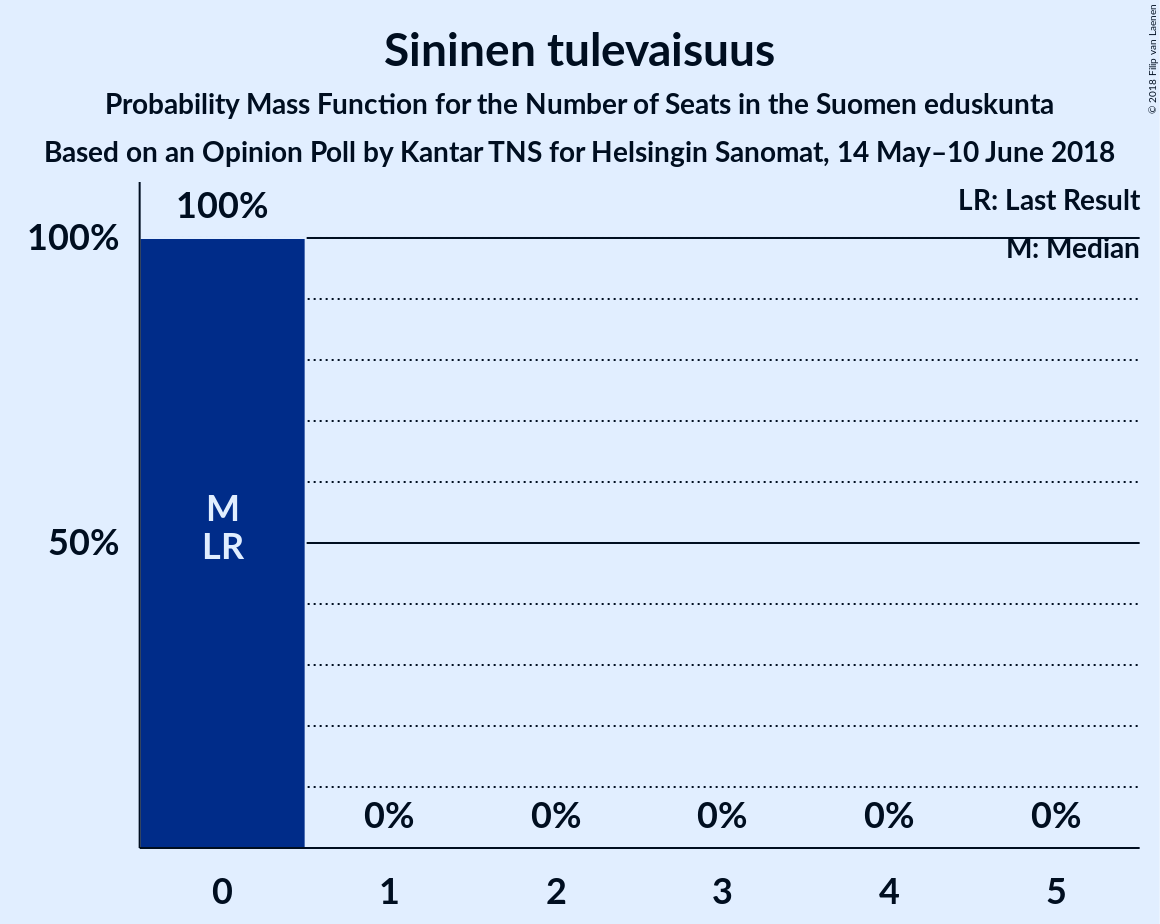 Sininen tulevaisuus
Probability Mass Function for the Number of Seats in the Suomen eduskunta
Based on an Opinion Poll by Kantar TNS for Helsingin Sanomat, 14 May–10 June 2018
© 2018 Filip van Laenen
LR: Last Result
M: Median
100%
100%
50%
M
LR
0% 0% 0% 0% 0%
0 1 2 3 4 5